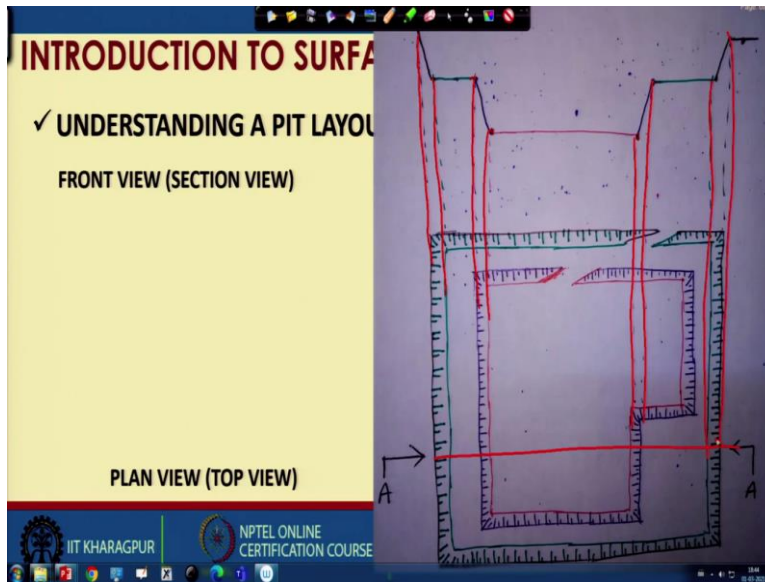 INTRODUCTION TO SURFA
✓ UNDERSTANDING A PIT LAYOU
FRONT VIEW (SECTION VIEW)
A
A
PLAN VIEW (TOP VIEW)
IIT KHARAGPUR
NPTEL ONLINE
CERTIFICATION COURSE